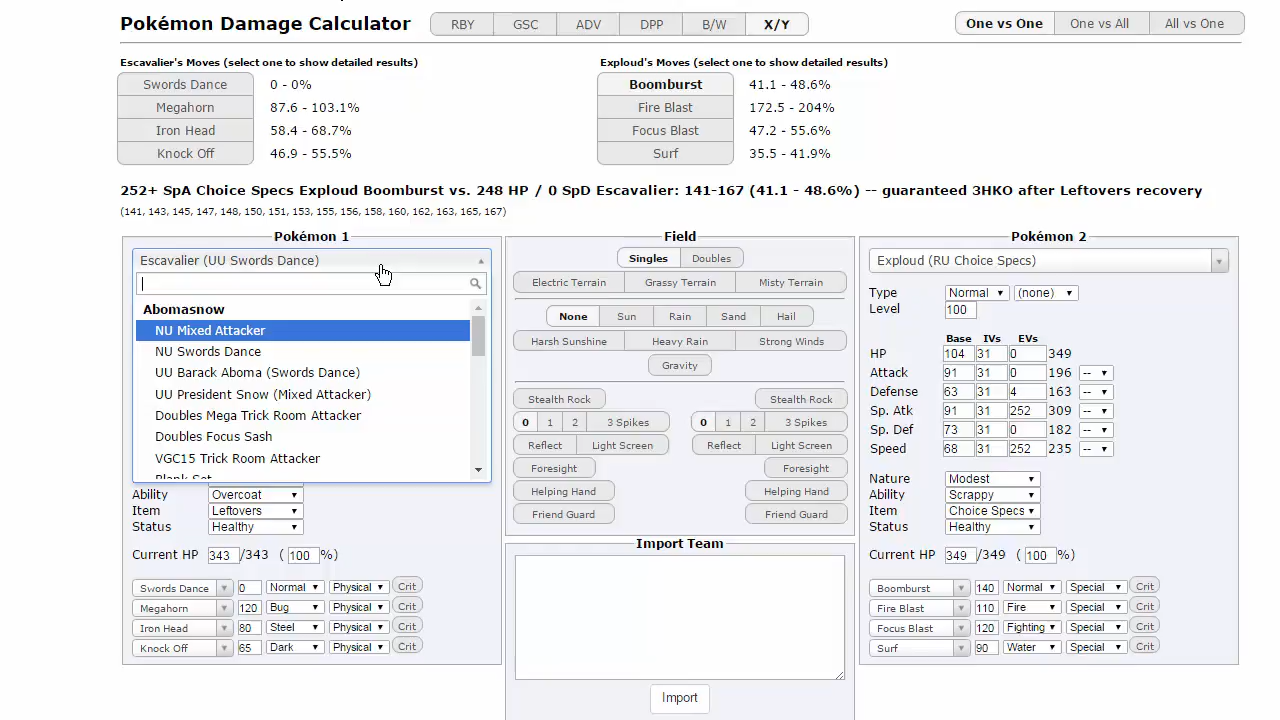 Pokémon Damage Calculator RBY GSC ADV DPP B/W X/Y One vs One One vs All All vs One
Escavalier's Moves (select one to show detailed results) Exploud's Moves (select one to show detailed results)
Swords Dance 0 - 0% Boomburst 41.1 - 48.6%
Megahorn 87.6 - 103.1% Fire Blast 172.5 - 204%
Iron Head 58.4 - 68.7% Focus Blast 47.2 - 55.6%
Knock Off 46.9 - 55.5% Surf 35.5 - 41.9%
252+ SpA Choice Specs Exploud Boomburst vs. 248 HP / 0 SpD Escavalier: 141-167 (41.1 - 48.6%) -- guaranteed 3HKO after Leftovers recovery
(141, 143, 145, 147, 148, 150, 151, 153, 155, 156, 158, 160, 162, 163, 165, 167)
Pokémon 1
Escavalier (UU Swords Dance)
Abomasnow
NU Mixed Attacker
NU Swords Dance
UU Barack Aboma (Swords Dance)
UU President Snow (Mixed Attacker)
Doubles Mega Trick Room Attacker
Doubles Focus Sash
VGC15 Trick Room Attacker
Blank Set
Ability Overcoat
Item Leftovers
Status Healthy
Current HP 343 /343 ( 100 %)
Swords Dance 0 Normal Physical Crit
Megahorn 120 Bug Physical Crit
Iron Head 80 Steel Physical Crit
Knock Off 65 Dark Physical Crit
Field
Singles Doubles
Electric Terrain Grassy Terrain Misty Terrain
None Sun Rain Sand Hail
Harsh Sunshine Heavy Rain Strong Winds
Gravity
Stealth Rock Stealth Rock
0 1 2 3 Spikes 0 1 2 3 Spikes
Reflect Light Screen Reflect Light Screen
Foresight Foresight
Helping Hand Helping Hand
Friend Guard Friend Guard
Import Team
Import
Pokémon 2
Exploud (RU Choice Specs)
Type Normal (none)
Level 100
Base IVs EVs
HP 104 31 0 349
Attack 91 31 0 196 --
Defense 63 31 4 163 --
Sp. Atk 91 31 252 309 --
Sp. Def 73 31 0 182 --
Speed 68 31 252 235 --
Nature Modest
Ability Scrappy
Item Choice Specs
Status Healthy
Current HP 349 /349 ( 100 %)
Boomburst 140 Normal Special Crit
Fire Blast 110 Fire Special Crit
Focus Blast 120 Fighting Special Crit
Surf 90 Water Special Crit